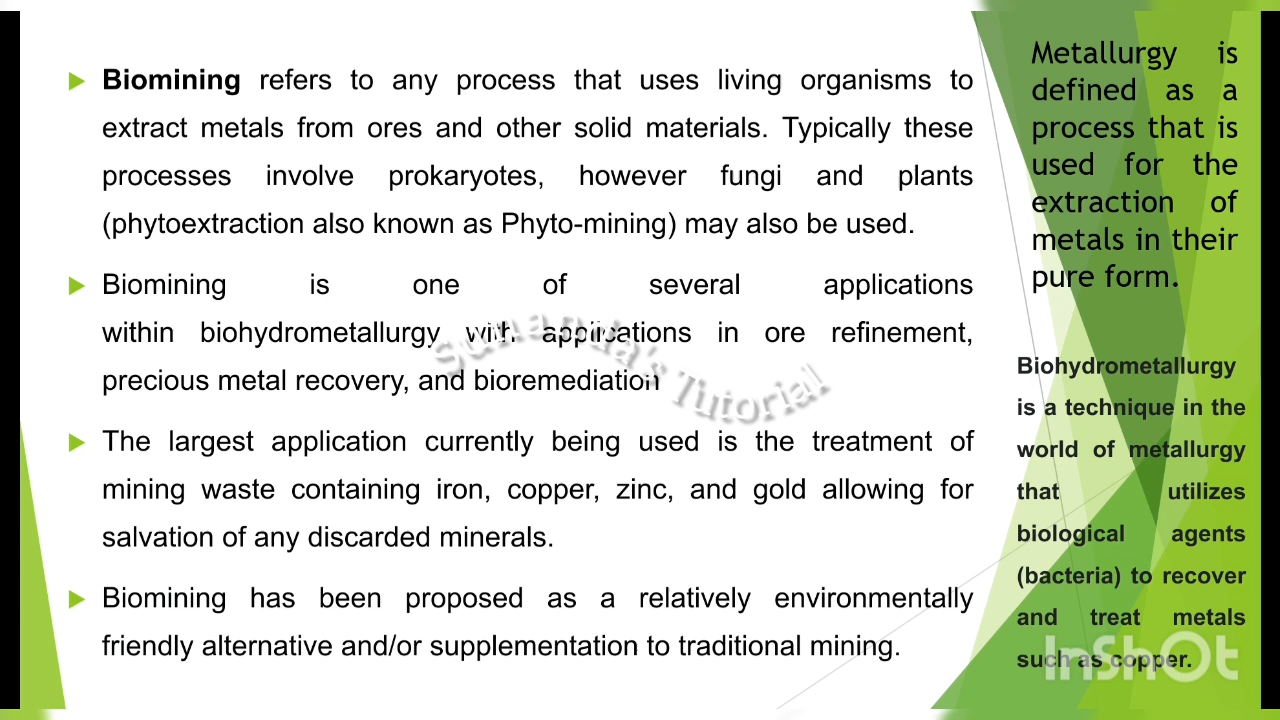 Biomining refers to any process that uses living organisms to
extract metals from ores and other solid materials. Typically these
processes involve prokaryotes, however fungi and plants
(phytoextraction also known as Phyto-mining) may also be used.
Biomining is one of several applications
within biohydrometallurgy with applications in ore refinement,
precious metal recovery, and bioremediation
The largest application currently being used is the treatment of
mining waste containing iron, copper, zinc, and gold allowing for
salvation of any discarded minerals.
Biomining has been proposed as a relatively environmentally
friendly alternative and/or supplementation to traditional mining.
Sunanda's Tutorial
Metallurgy is
defined as a
process that is
used for the
extraction of
metals in their
pure form.
Biohydrometallurgy
is a technique in the
world of metallurgy
that utilizes
biological agents
(bacteria) to recover
and treat metals
such as copper.
InShOt